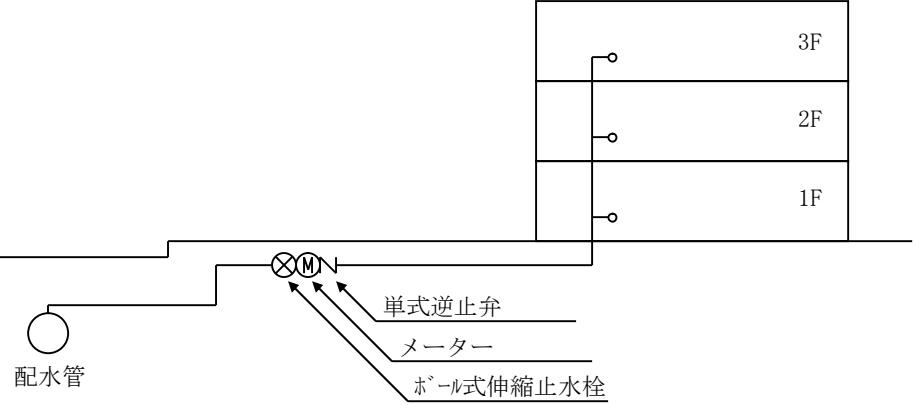 3F
2F
1F
M
単式逆止弁
メーター
配水管
ﾎﾞｰﾙ式伸縮止水栓